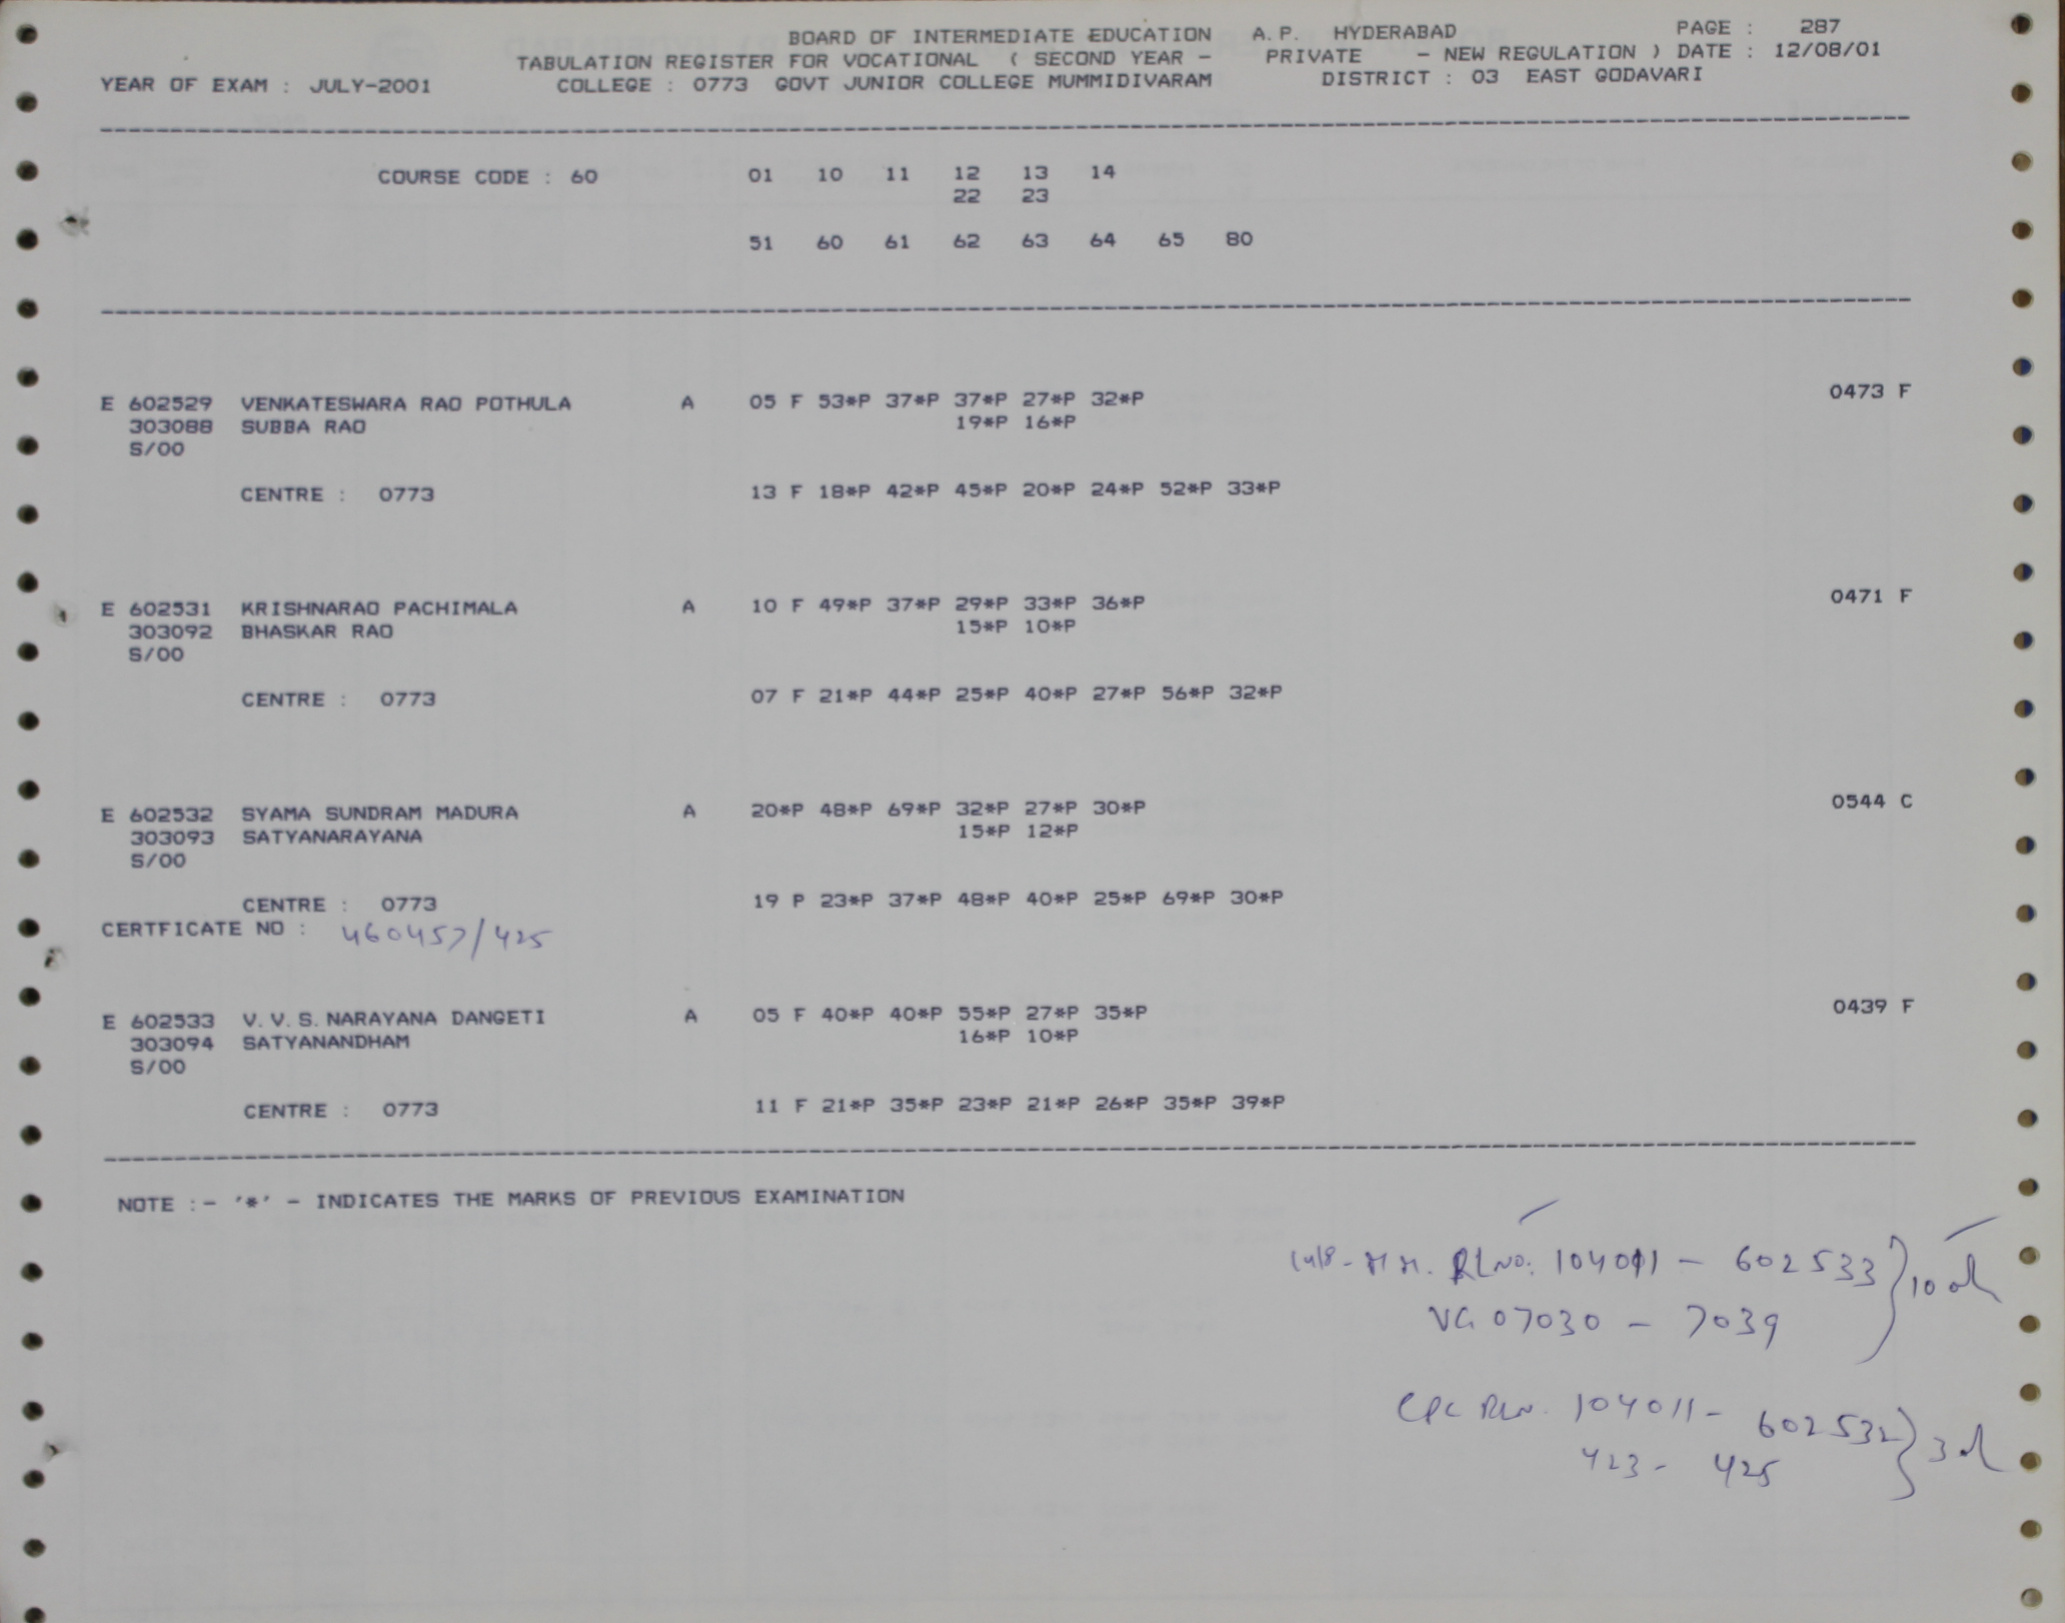 BOARD OF INTERMEDIATE EDUCATION A.P. HYDERABAD PAGE : 287
TABULATION REGISTER FOR VOCATIONAL ( SECOND YEAR - PRIVATE - NEW REGULATION ) DATE : 12/08/01
YEAR OF EXAM : JULY-2001 COLLEGE : 0773 GOVT JUNIOR COLLEGE MUMMIDIVARAM DISTRICT : 03 EAST GODAVARI
COURSE CODE : 60 01 10 11 12 13 14
22 23
51 60 61 62 63 64 65 80
E 602529 VENKATESWARA RAO POTHULA A 05 F 53*P 37*P 37*P 27*P 32*P 0473 F
303088 SUBBA RAO 19*P 16*P
S/00
CENTRE : 0773 13 F 18*P 42*P 45*P 20*P 24*P 52*P 33*P
E 602531 KRISHNARAO PACHIMALA A 10 F 49*P 37*P 29*P 33*P 36*P 0471 F
303092 BHASKAR RAO 15*P 10*P
S/00
CENTRE : 0773 07 F 21*P 44*P 25*P 40*P 27*P 56*P 32*P
E 602532 SYAMA SUNDRAM MADURA A 20*P 48*P 69*P 32*P 27*P 30*P 0544 C
303093 SATYANARAYANA 15*P 12*P
S/00
CENTRE : 0773 19 P 23*P 37*P 48*P 40*P 25*P 69*P 30*P
CERTFICATE NO : 460457/425
E 602533 V.V.S.NARAYANA DANGETI A 05 F 40*P 40*P 55*P 27*P 35*P 0439 F
303094 SATYANANDHAM 16*P 10*P
S/00
CENTRE : 0773 11 F 21*P 35*P 23*P 21*P 26*P 35*P 39*P
NOTE :- '*' - INDICATES THE MARKS OF PREVIOUS EXAMINATION
RLNO: 104011 - 602533 } 10
VG 07030 - 7039
104011 - 602532 } 3
423 - 425